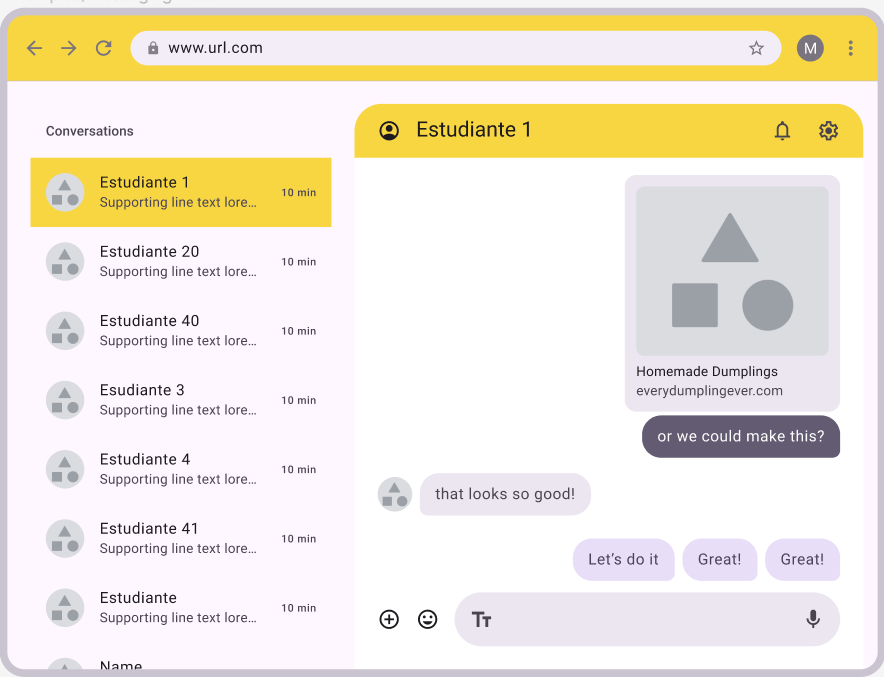 www.url.com
M
Conversations
Estudiante 1
Supporting line text lore...
10 min
Estudiante 20
Supporting line text lore...
10 min
Estudiante 40
Supporting line text lore...
10 min
Esudiante 3
Supporting line text lore...
10 min
Estudiante 4
Supporting line text lore...
10 min
Estudiante 41
Supporting line text lore...
10 min
Estudiante
Supporting line text lore...
10 min
Name
Estudiante 1
Homemade Dumplings
everydumplingever.com
or we could make this?
that looks so good!
Let's do it
Great!
Great!
Tт